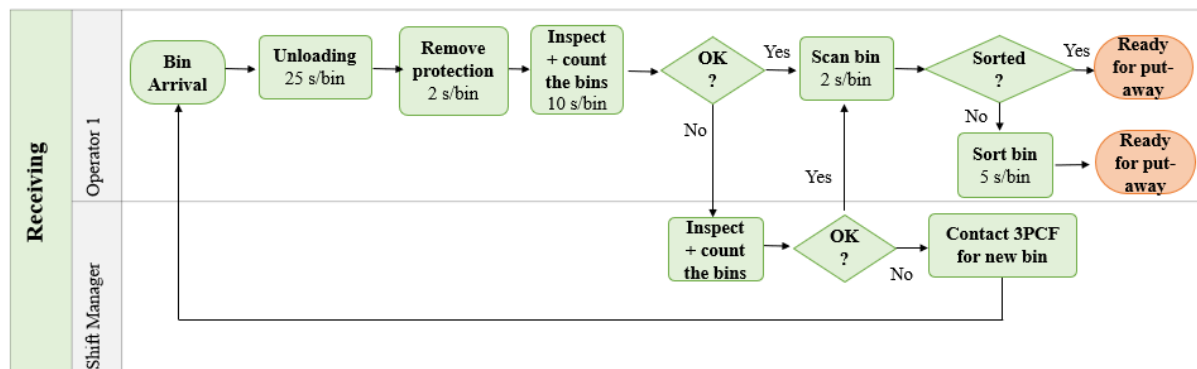 Receiving
Operator 1
Bin
Arrival
Unloading
25 s/bin
Remove
protection
2 s/bin
Inspect
+ count
the bins
10 s/bin
OK
?
Yes
No
Scan bin
2 s/bin
Sorted
?
Yes
No
Ready
for put-
away
Sort bin
5 s/bin
Ready
for put-
away
Yes
Shift Manager
Inspect
+ count
the bins
OK
?
No
Contact 3PCF
for new bin